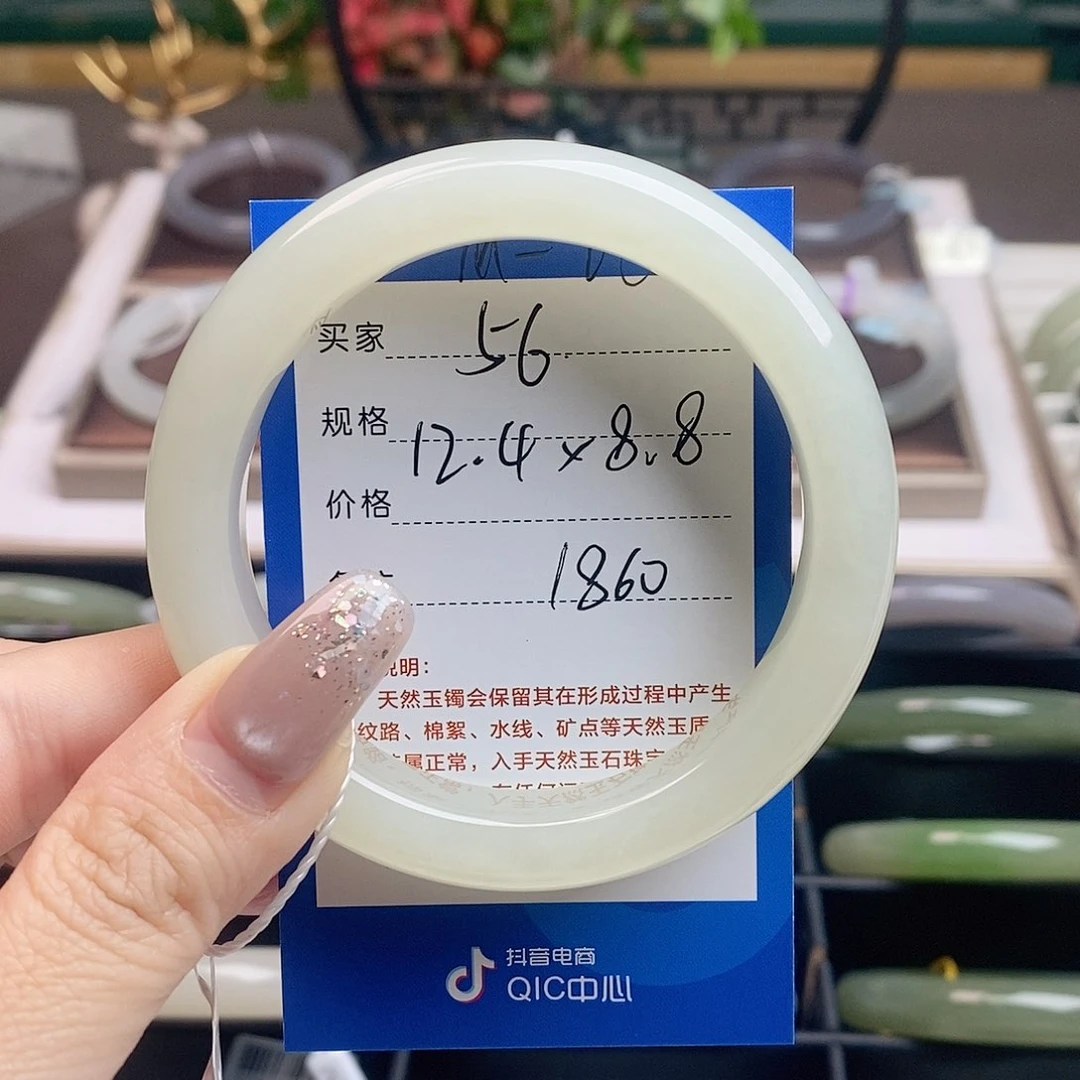 买家 56
规格 12.4×8.8
价格
1860
说明:
天然玉镯会保留其在形成过程中产生
纹路、棉絮、水线、矿点等天然玉质
属正常，入手天然玉石珠宝
抖音电商
QIC中心